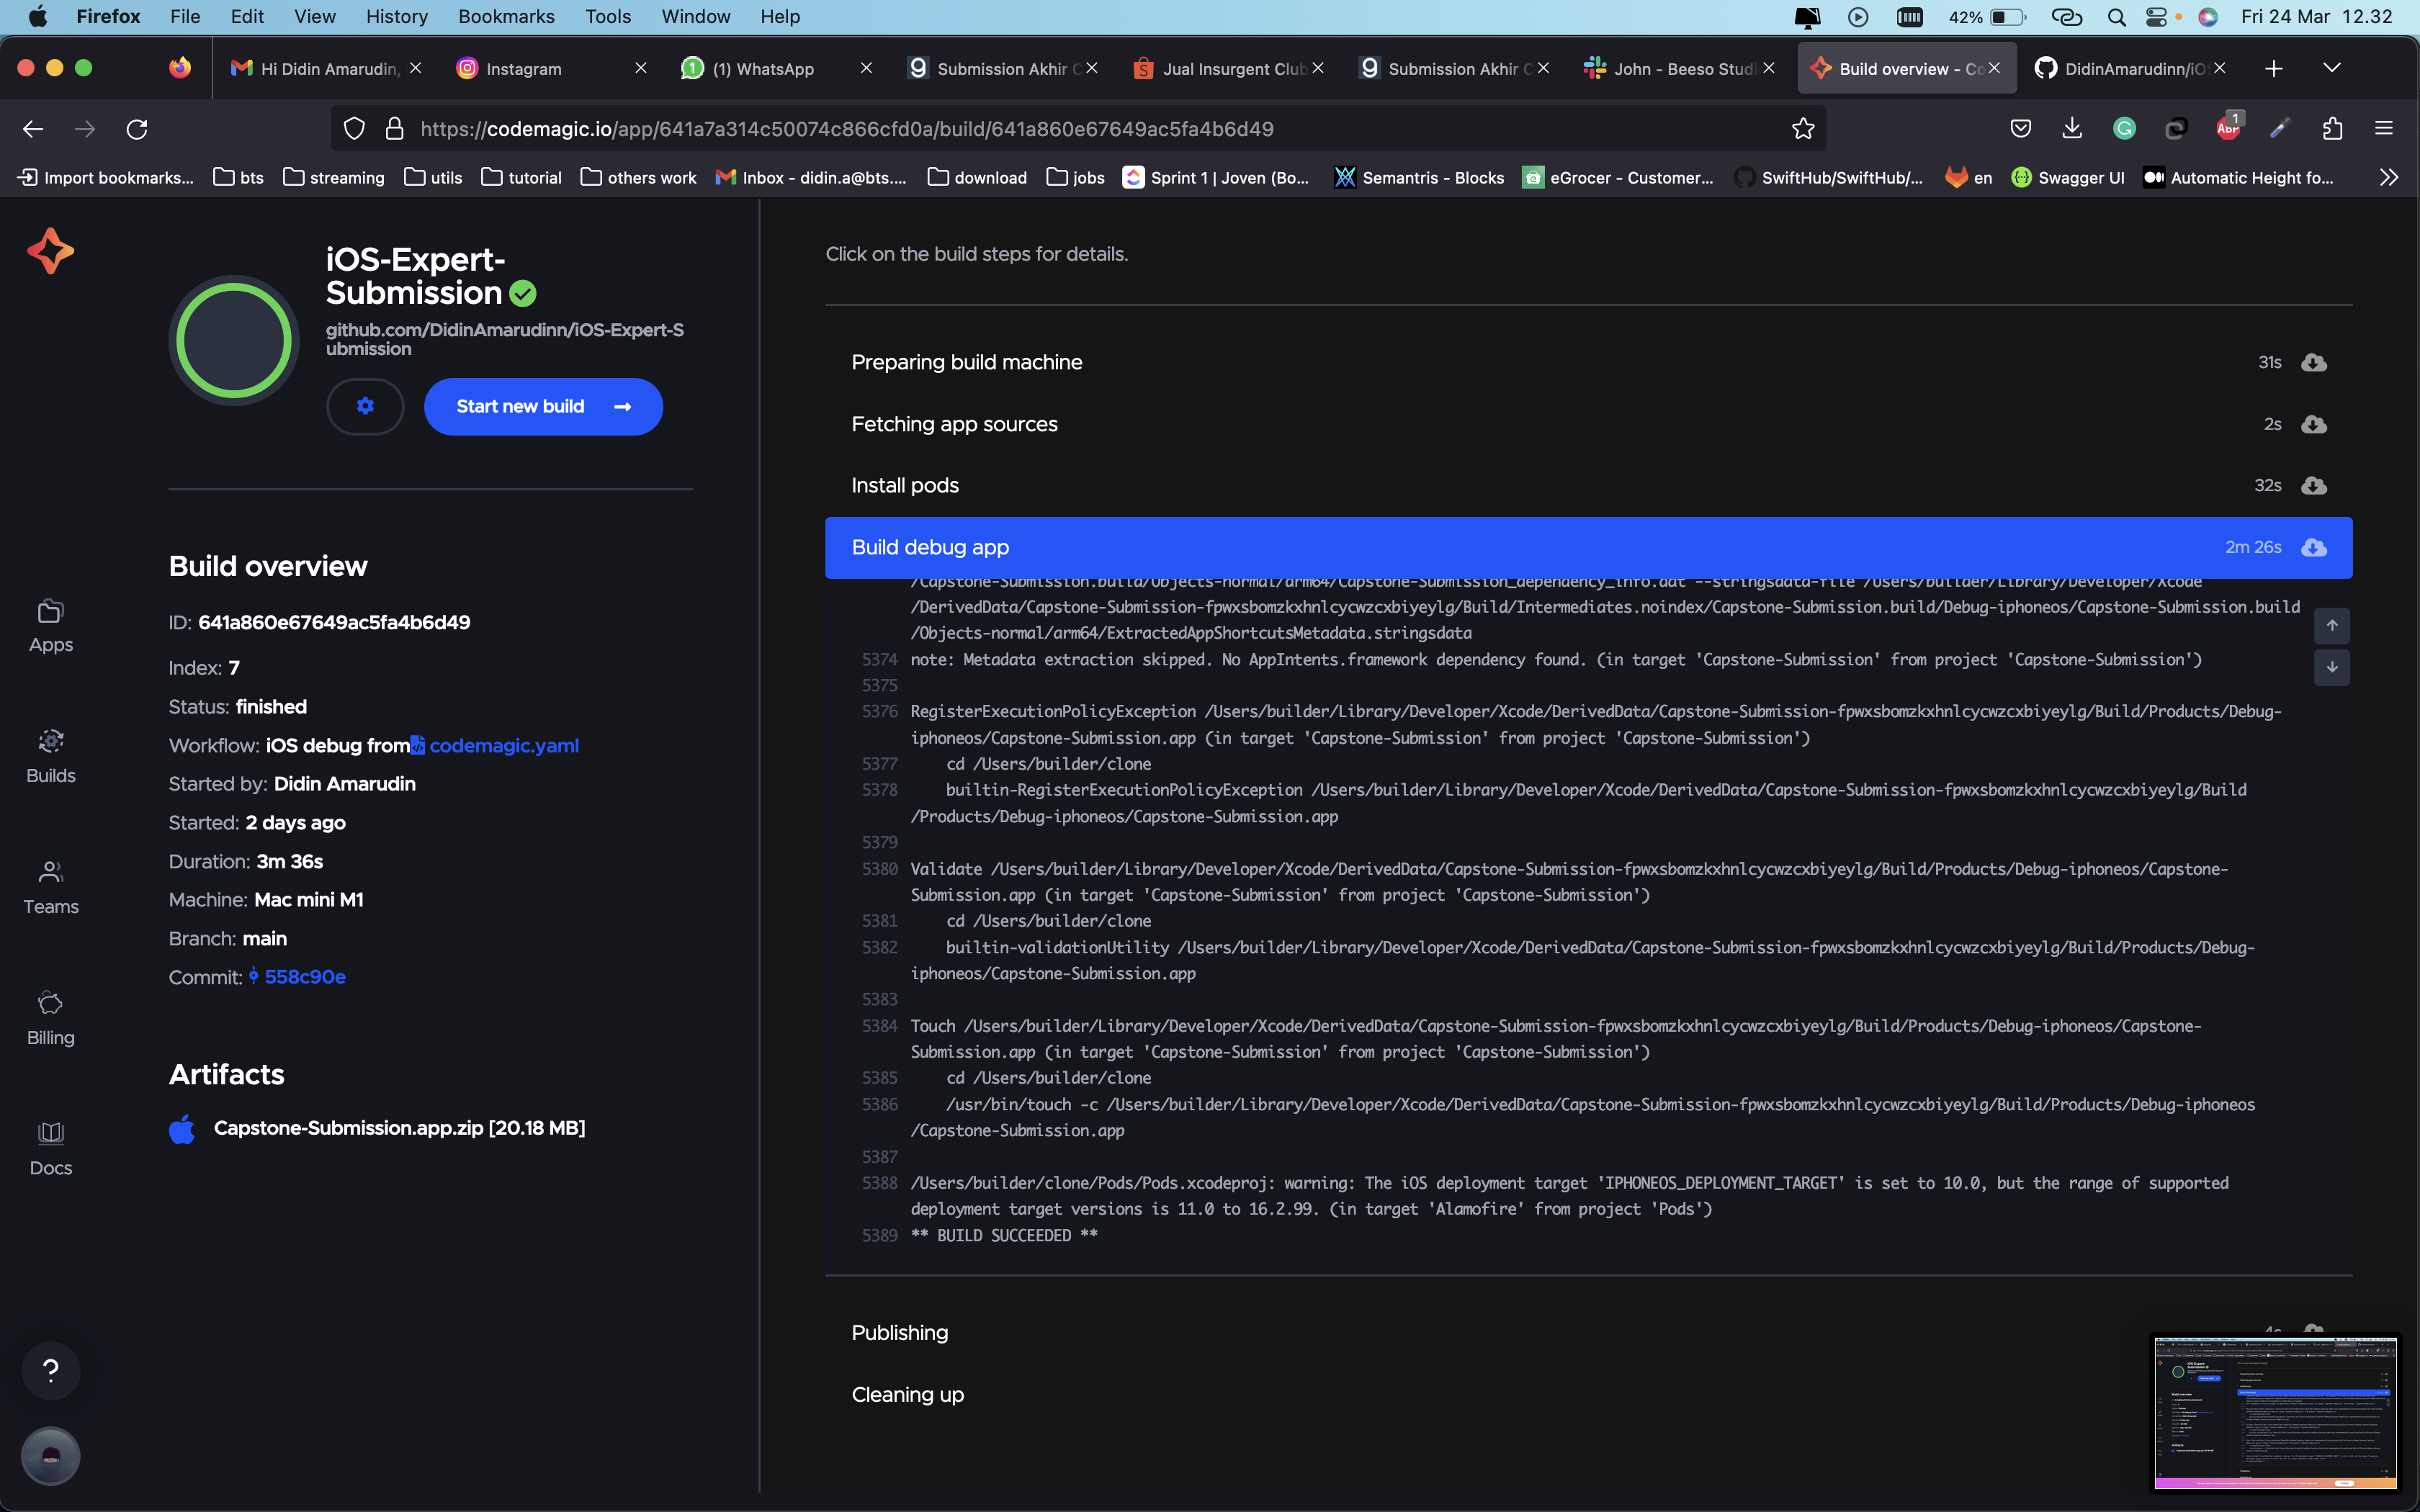 Firefox File Edit View History Bookmarks Tools Window Help 42% Fri 24 Mar 12.32
Hi Didin Amarudin, Instagram (1) WhatsApp Submission Akhir C Jual Insurgent Club Submission Akhir C John - Beeso Studi Build overview - Co DidinAmarudinn/iOS
https://codemagic.io/app/641a7a314c50074c866cfd0a/build/641a860e67649ac5fa4b6d49
ABP 1
Import bookmarks... bts streaming utils tutorial others work Inbox - didin.a@bts.... download jobs Sprint 1 | Joven (Bo... Semantris - Blocks eGrocer - Customer... SwiftHub/SwiftHub/... en Swagger UI Automatic Height fo...
iOS-Expert-
Submission
github.com/DidinAmarudinn/iOS-Expert-S
ubmission
Start new build
Build overview
ID: 641a860e67649ac5fa4b6d49
Index: 7
Status: finished
Workflow: iOS debug from codemagic.yaml
Started by: Didin Amarudin
Started: 2 days ago
Duration: 3m 36s
Machine: Mac mini M1
Branch: main
Commit: 558c90e
Artifacts
Capstone-Submission.app.zip [20.18 MB]
Apps
Builds
Teams
Billing
Docs
?
Click on the build steps for details.
Preparing build machine 31s
Fetching app sources 2s
Install pods 32s
Build debug app 2m 26s
/Capstone-Submission.build/Objects-normal/arm64/Capstone-Submission_dependency_info.dat --stringsdata-file /Users/builder/Library/Developer/Xcode
/DerivedData/Capstone-Submission-fpwxsbomzkxhnlcycwzcxbiyeylg/Build/Intermediates.noindex/Capstone-Submission.build/Debug-iphoneos/Capstone-Submission.build
/Objects-normal/arm64/ExtractedAppShortcutsMetadata.stringsdata
5374 note: Metadata extraction skipped. No AppIntents.framework dependency found. (in target 'Capstone-Submission' from project 'Capstone-Submission')
5375
5376 RegisterExecutionPolicyException /Users/builder/Library/Developer/Xcode/DerivedData/Capstone-Submission-fpwxsbomzkxhnlcycwzcxbiyeylg/Build/Products/Debug-
iphoneos/Capstone-Submission.app (in target 'Capstone-Submission' from project 'Capstone-Submission')
5377 cd /Users/builder/clone
5378 builtin-RegisterExecutionPolicyException /Users/builder/Library/Developer/Xcode/DerivedData/Capstone-Submission-fpwxsbomzkxhnlcycwzcxbiyeylg/Build
/Products/Debug-iphoneos/Capstone-Submission.app
5379
5380 Validate /Users/builder/Library/Developer/Xcode/DerivedData/Capstone-Submission-fpwxsbomzkxhnlcycwzcxbiyeylg/Build/Products/Debug-iphoneos/Capstone-
Submission.app (in target 'Capstone-Submission' from project 'Capstone-Submission')
5381 cd /Users/builder/clone
5382 builtin-validationUtility /Users/builder/Library/Developer/Xcode/DerivedData/Capstone-Submission-fpwxsbomzkxhnlcycwzcxbiyeylg/Build/Products/Debug-
iphoneos/Capstone-Submission.app
5383
5384 Touch /Users/builder/Library/Developer/Xcode/DerivedData/Capstone-Submission-fpwxsbomzkxhnlcycwzcxbiyeylg/Build/Products/Debug-iphoneos/Capstone-
Submission.app (in target 'Capstone-Submission' from project 'Capstone-Submission')
5385 cd /Users/builder/clone
5386 /usr/bin/touch -c /Users/builder/Library/Developer/Xcode/DerivedData/Capstone-Submission-fpwxsbomzkxhnlcycwzcxbiyeylg/Build/Products/Debug-iphoneos
/Capstone-Submission.app
5387
5388 /Users/builder/clone/Pods/Pods.xcodeproj: warning: The iOS deployment target 'IPHONEOS_DEPLOYMENT_TARGET' is set to 10.0, but the range of supported
deployment target versions is 11.0 to 16.2.99. (in target 'Alamofire' from project 'Pods')
5389 ** BUILD SUCCEEDED **
Publishing
Cleaning up